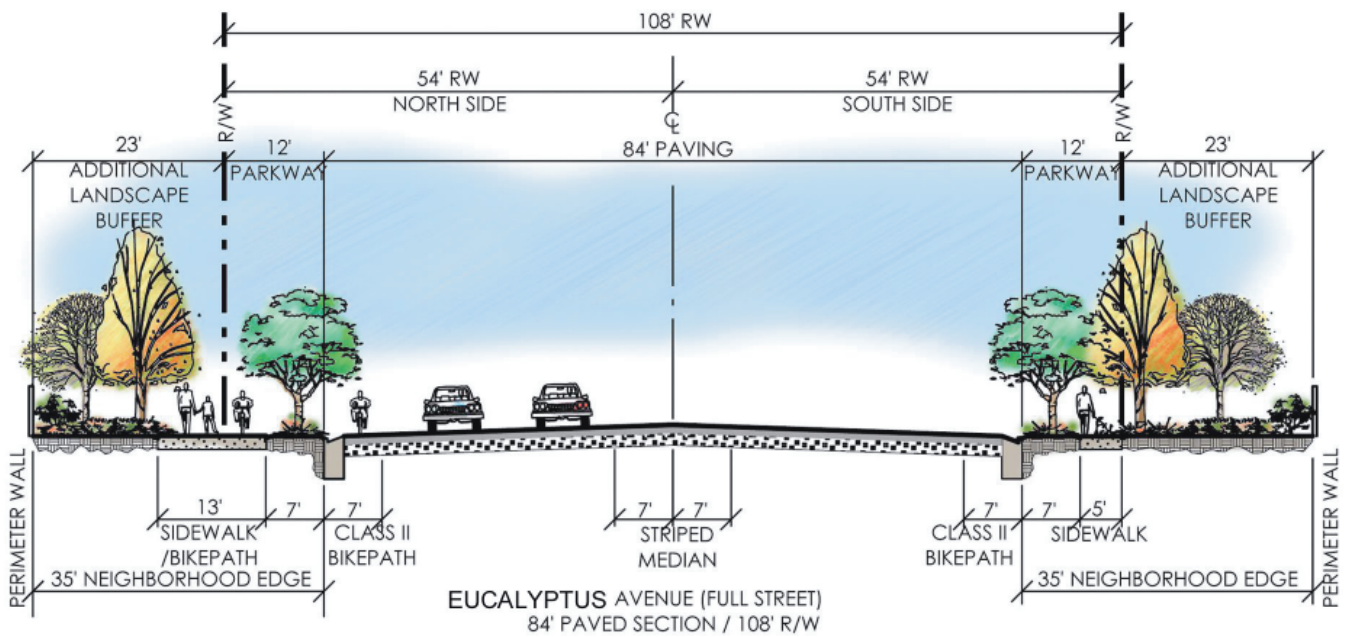 108' RW
54' RW
NORTH SIDE
54' RW
SOUTH SIDE
R/W
℄
R/W
23'
ADDITIONAL
LANDSCAPE
BUFFER
12'
PARKWAY
84' PAVING
12'
PARKWAY
23'
ADDITIONAL
LANDSCAPE
BUFFER
PERIMETER WALL
13'
SIDEWALK
/BIKEPATH
7'
7'
CLASS II
BIKEPATH
7'
7'
STRIPED
MEDIAN
7'
CLASS II
BIKEPATH
7'
5'
SIDEWALK
PERIMETER WALL
35' NEIGHBORHOOD EDGE
35' NEIGHBORHOOD EDGE
EUCALYPTUS AVENUE (FULL STREET)
84' PAVED SECTION / 108' R/W